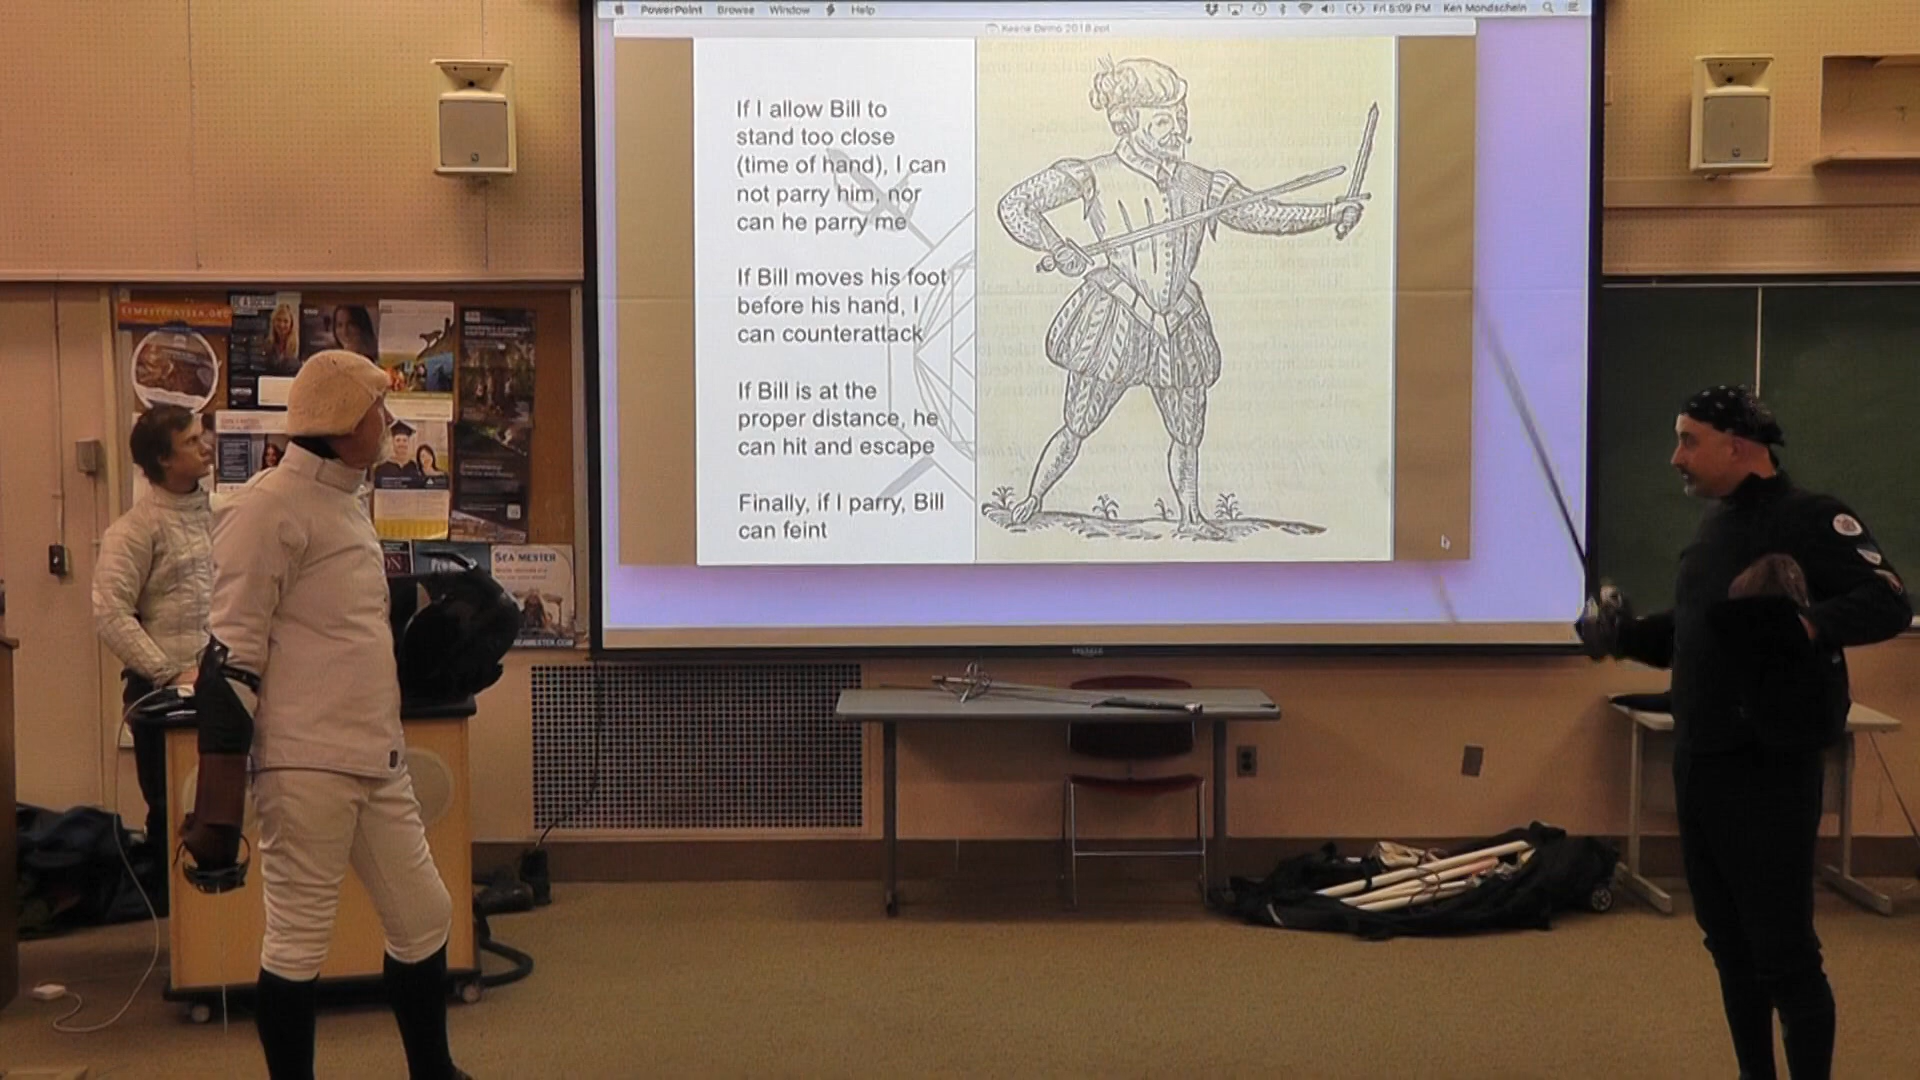 PowerPoint Browse Window Help Fri 5:09 PM Ken Mondschein
Keene Demo 2018.ppt
If I allow Bill to
stand too close
(time of hand), I can
not parry him, nor
can he parry me
If Bill moves his foot
before his hand, I
can counterattack
If Bill is at the
proper distance, he
can hit and escape
Finally, if I parry, Bill
can feint
SEA MESTER